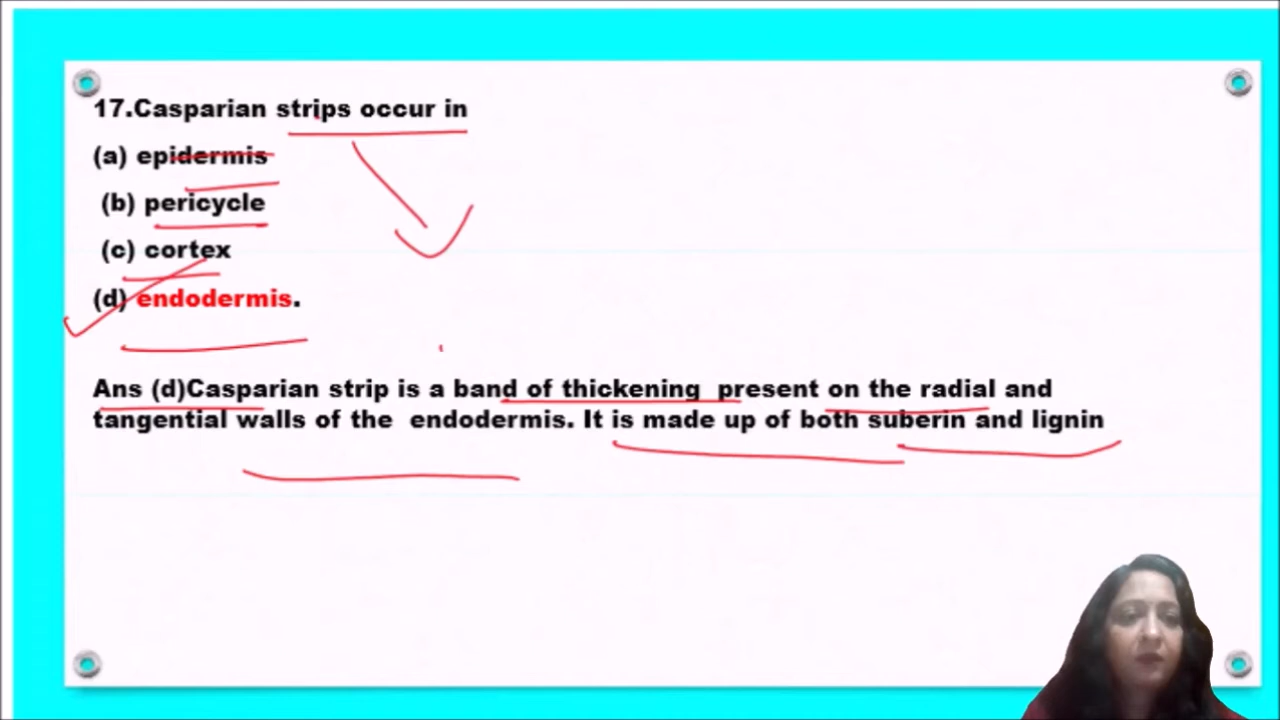 17.Casparian strips occur in
(a) epidermis
(b) pericycle
(c) cortex
(d) endodermis.
Ans (d)Casparian strip is a band of thickening present on the radial and
tangential walls of the endodermis. It is made up of both suberin and lignin